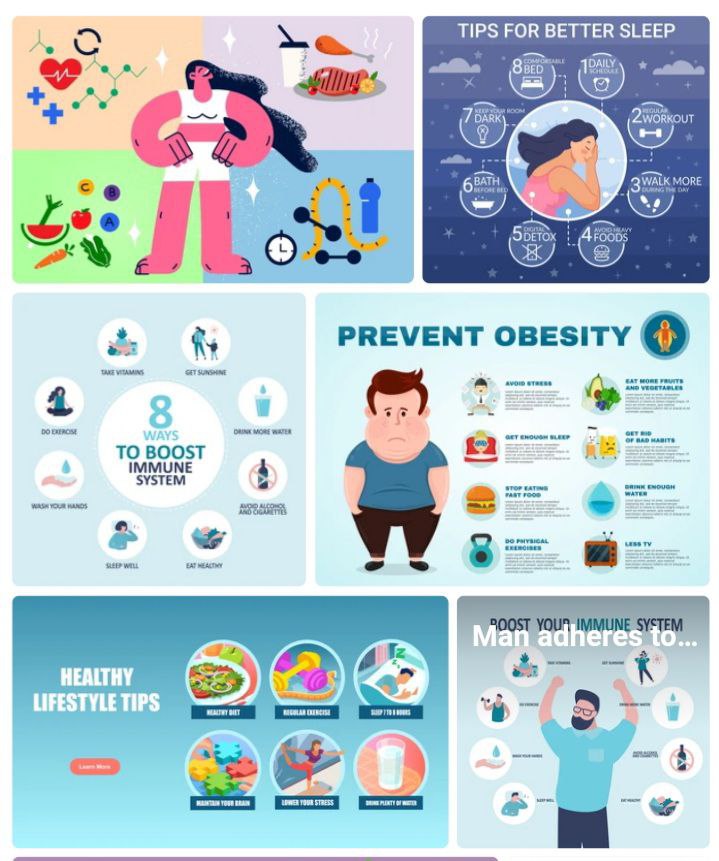 C
B
A
TIPS FOR BETTER SLEEP
8 COMFORTABLE
BED
1 DAILY
SCHEDULE
7 KEEP YOUR ROOM
DARK
2 REGULAR
WORKOUT
6 BATH
BEFORE BED
3 WALK MORE
DURING THE DAY
5 DIGITAL
DETOX
4 AVOID HEAVY
FOODS
8
WAYS
TO BOOST
IMMUNE
SYSTEM
TAKE VITAMINS
GET SUNSHINE
DO EXERCISE
DRINK MORE WATER
WASH YOUR HANDS
AVOID ALCOHOL
AND CIGARETTES
SLEEP WELL
EAT HEALTHY
PREVENT OBESITY
AVOID STRESS
EAT MORE FRUITS
AND VEGETABLES
GET ENOUGH SLEEP
GET RID
OF BAD HABITS
STOP EATING
FAST FOOD
DRINK ENOUGH
WATER
DO PHYSICAL
EXERCISES
LESS TV
HEALTHY
LIFESTYLE TIPS
Learn More
HEALTHY DIET
REGULAR EXERCISE
SLEEP 7 TO 8 HOURS
MAINTAIN YOUR BRAIN
LOWER YOUR STRESS
DRINK PLENTY OF WATER
BOOST YOUR IMMUNE SYSTEM
Man adheres to...
TAKE VITAMINS
GET SUNSHINE
DO EXERCISE
DRINK MORE WATER
WASH YOUR HANDS
AVOID ALCOHOL
AND CIGARETTES
SLEEP WELL
EAT HEALTHY